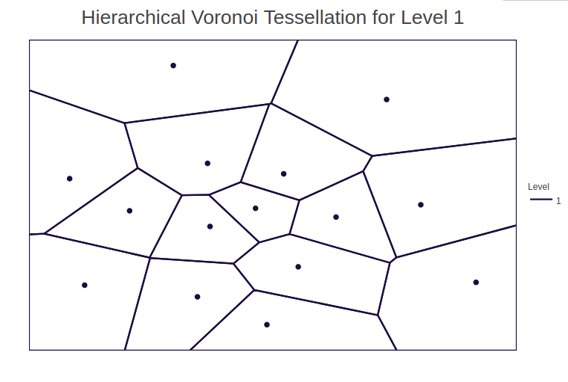 Hierarchical Voronoi Tessellation for Level 1
Level
1